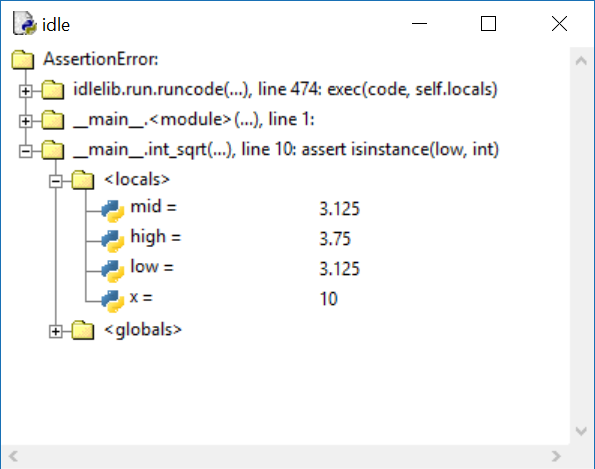 idle
AssertionError:
idlelib.run.runcode(...), line 474: exec(code, self.locals)
__main__.<module>(...), line 1:
__main__.int_sqrt(...), line 10: assert isinstance(low, int)
<locals>
mid = 3.125
high = 3.75
low = 3.125
x = 10
<globals>